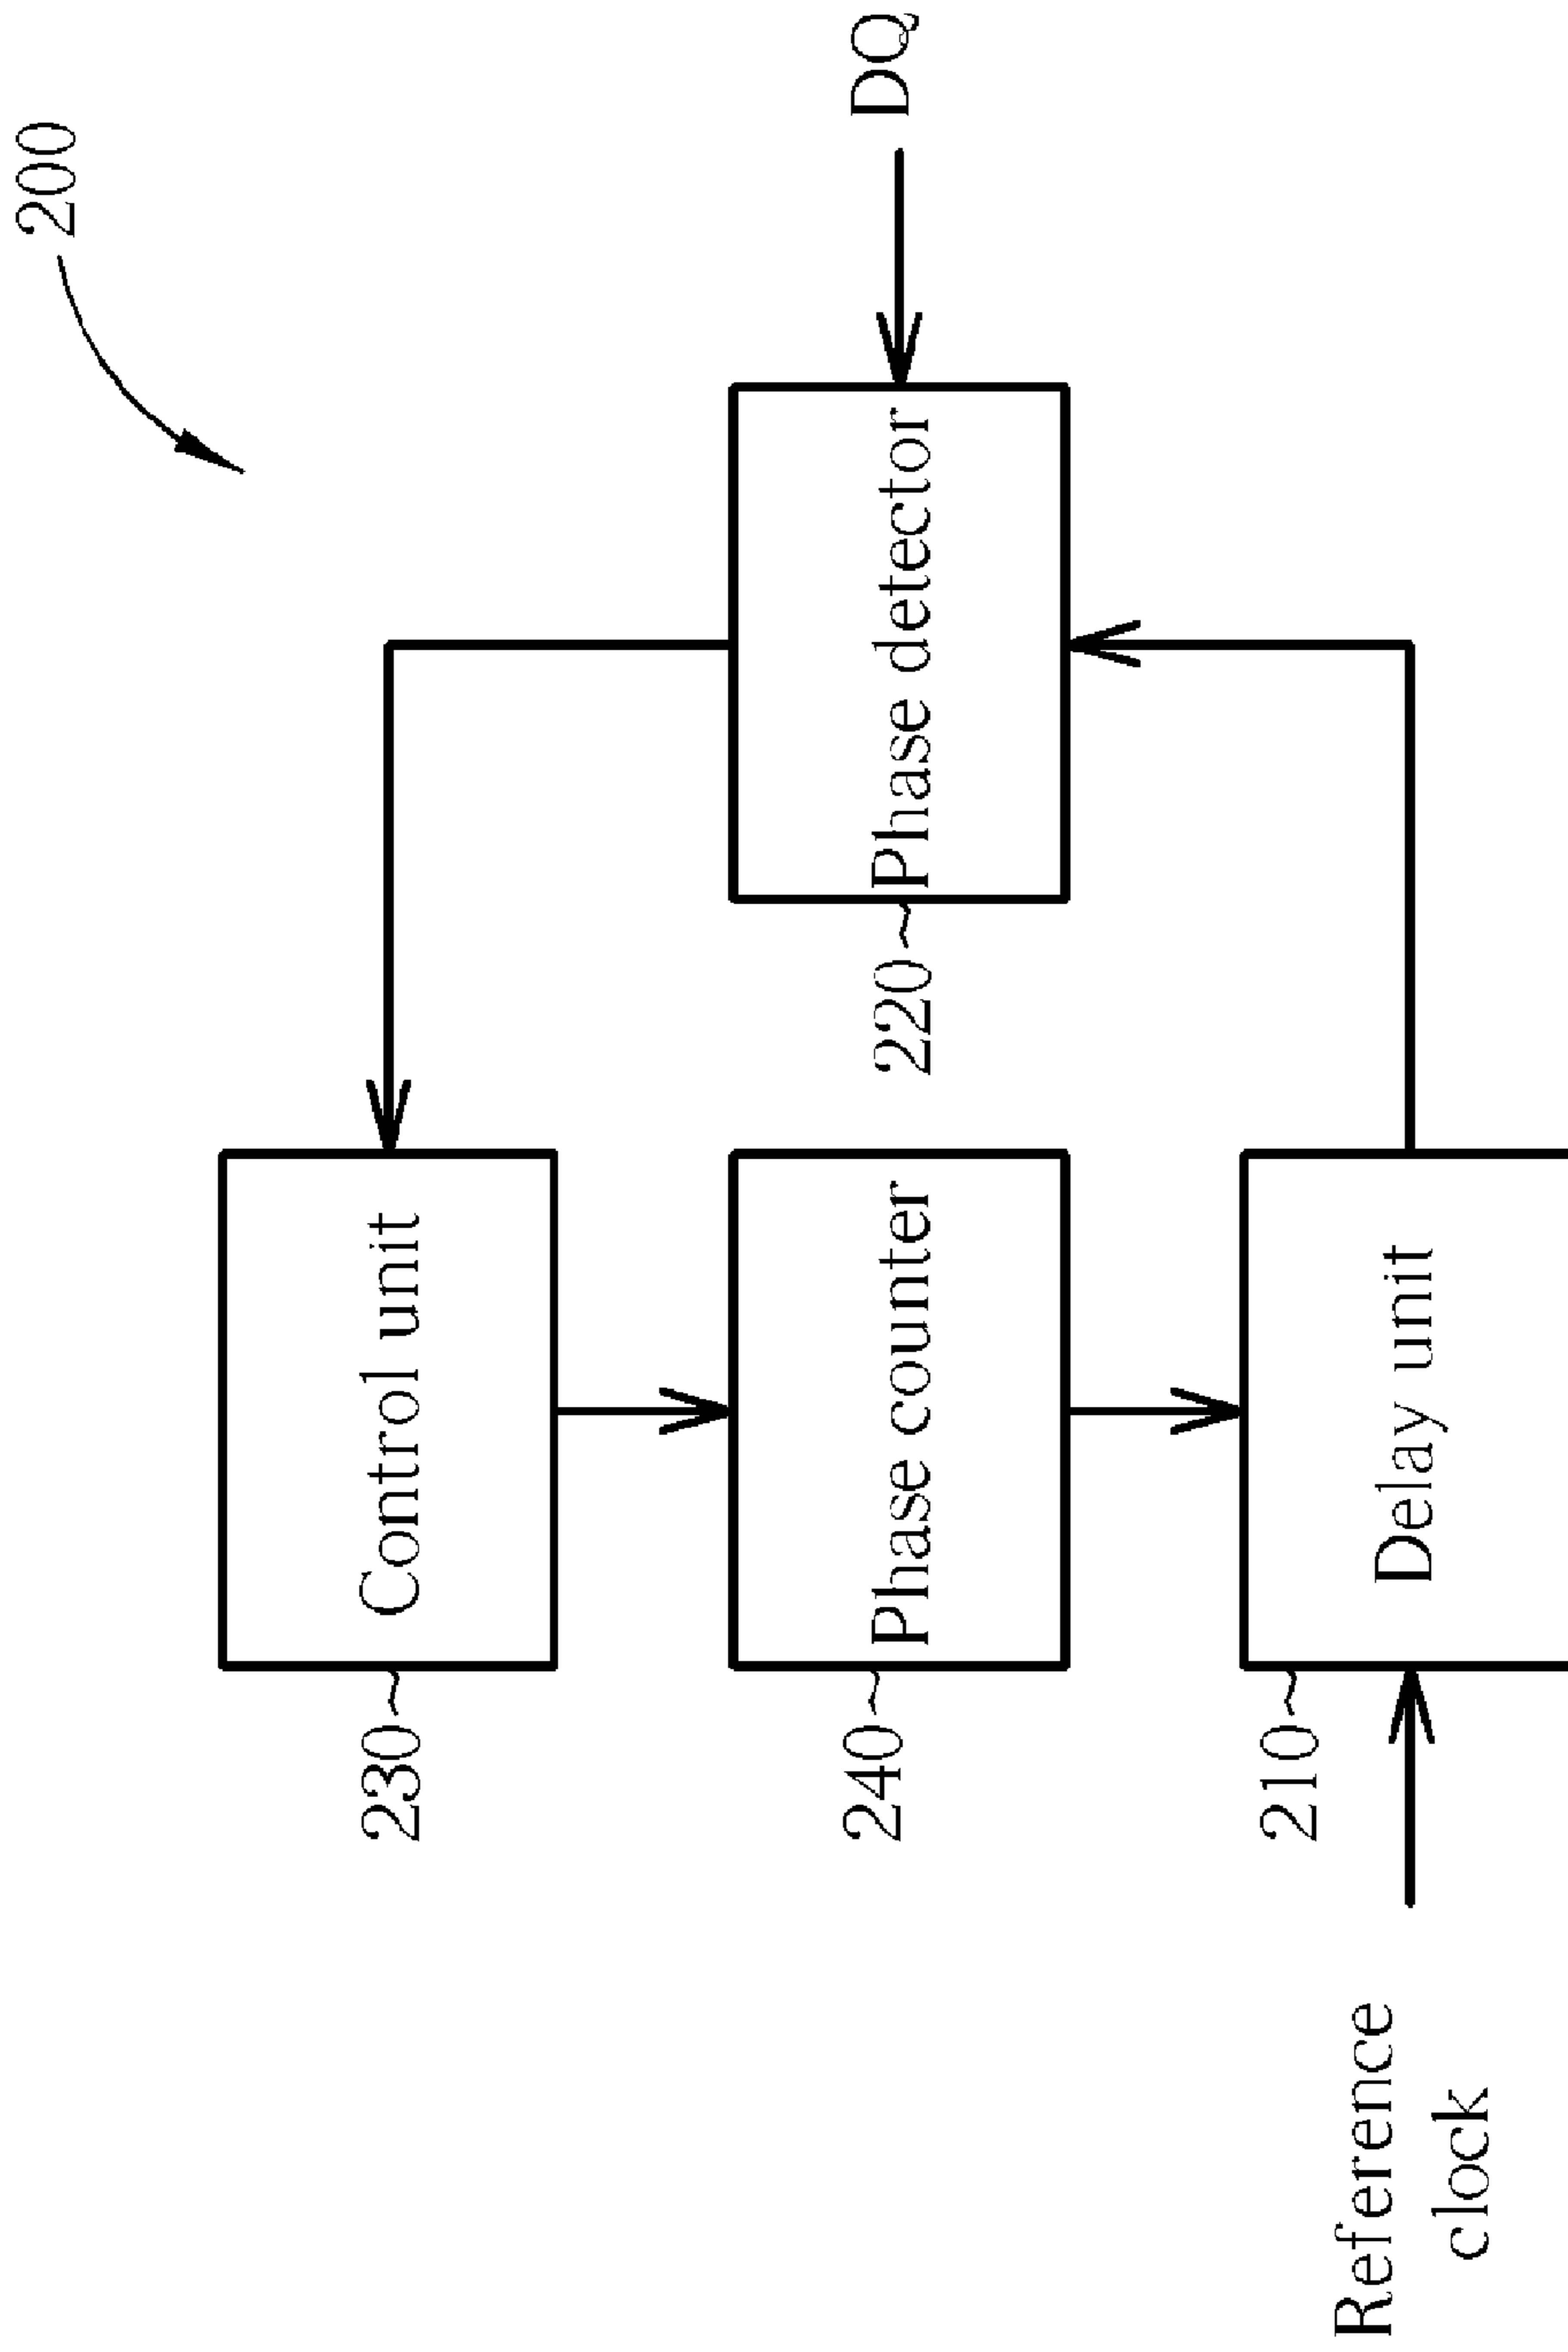 200
230
Control unit
220
Phase detector
DQ
240
Phase counter
210
Delay unit
Reference
clock